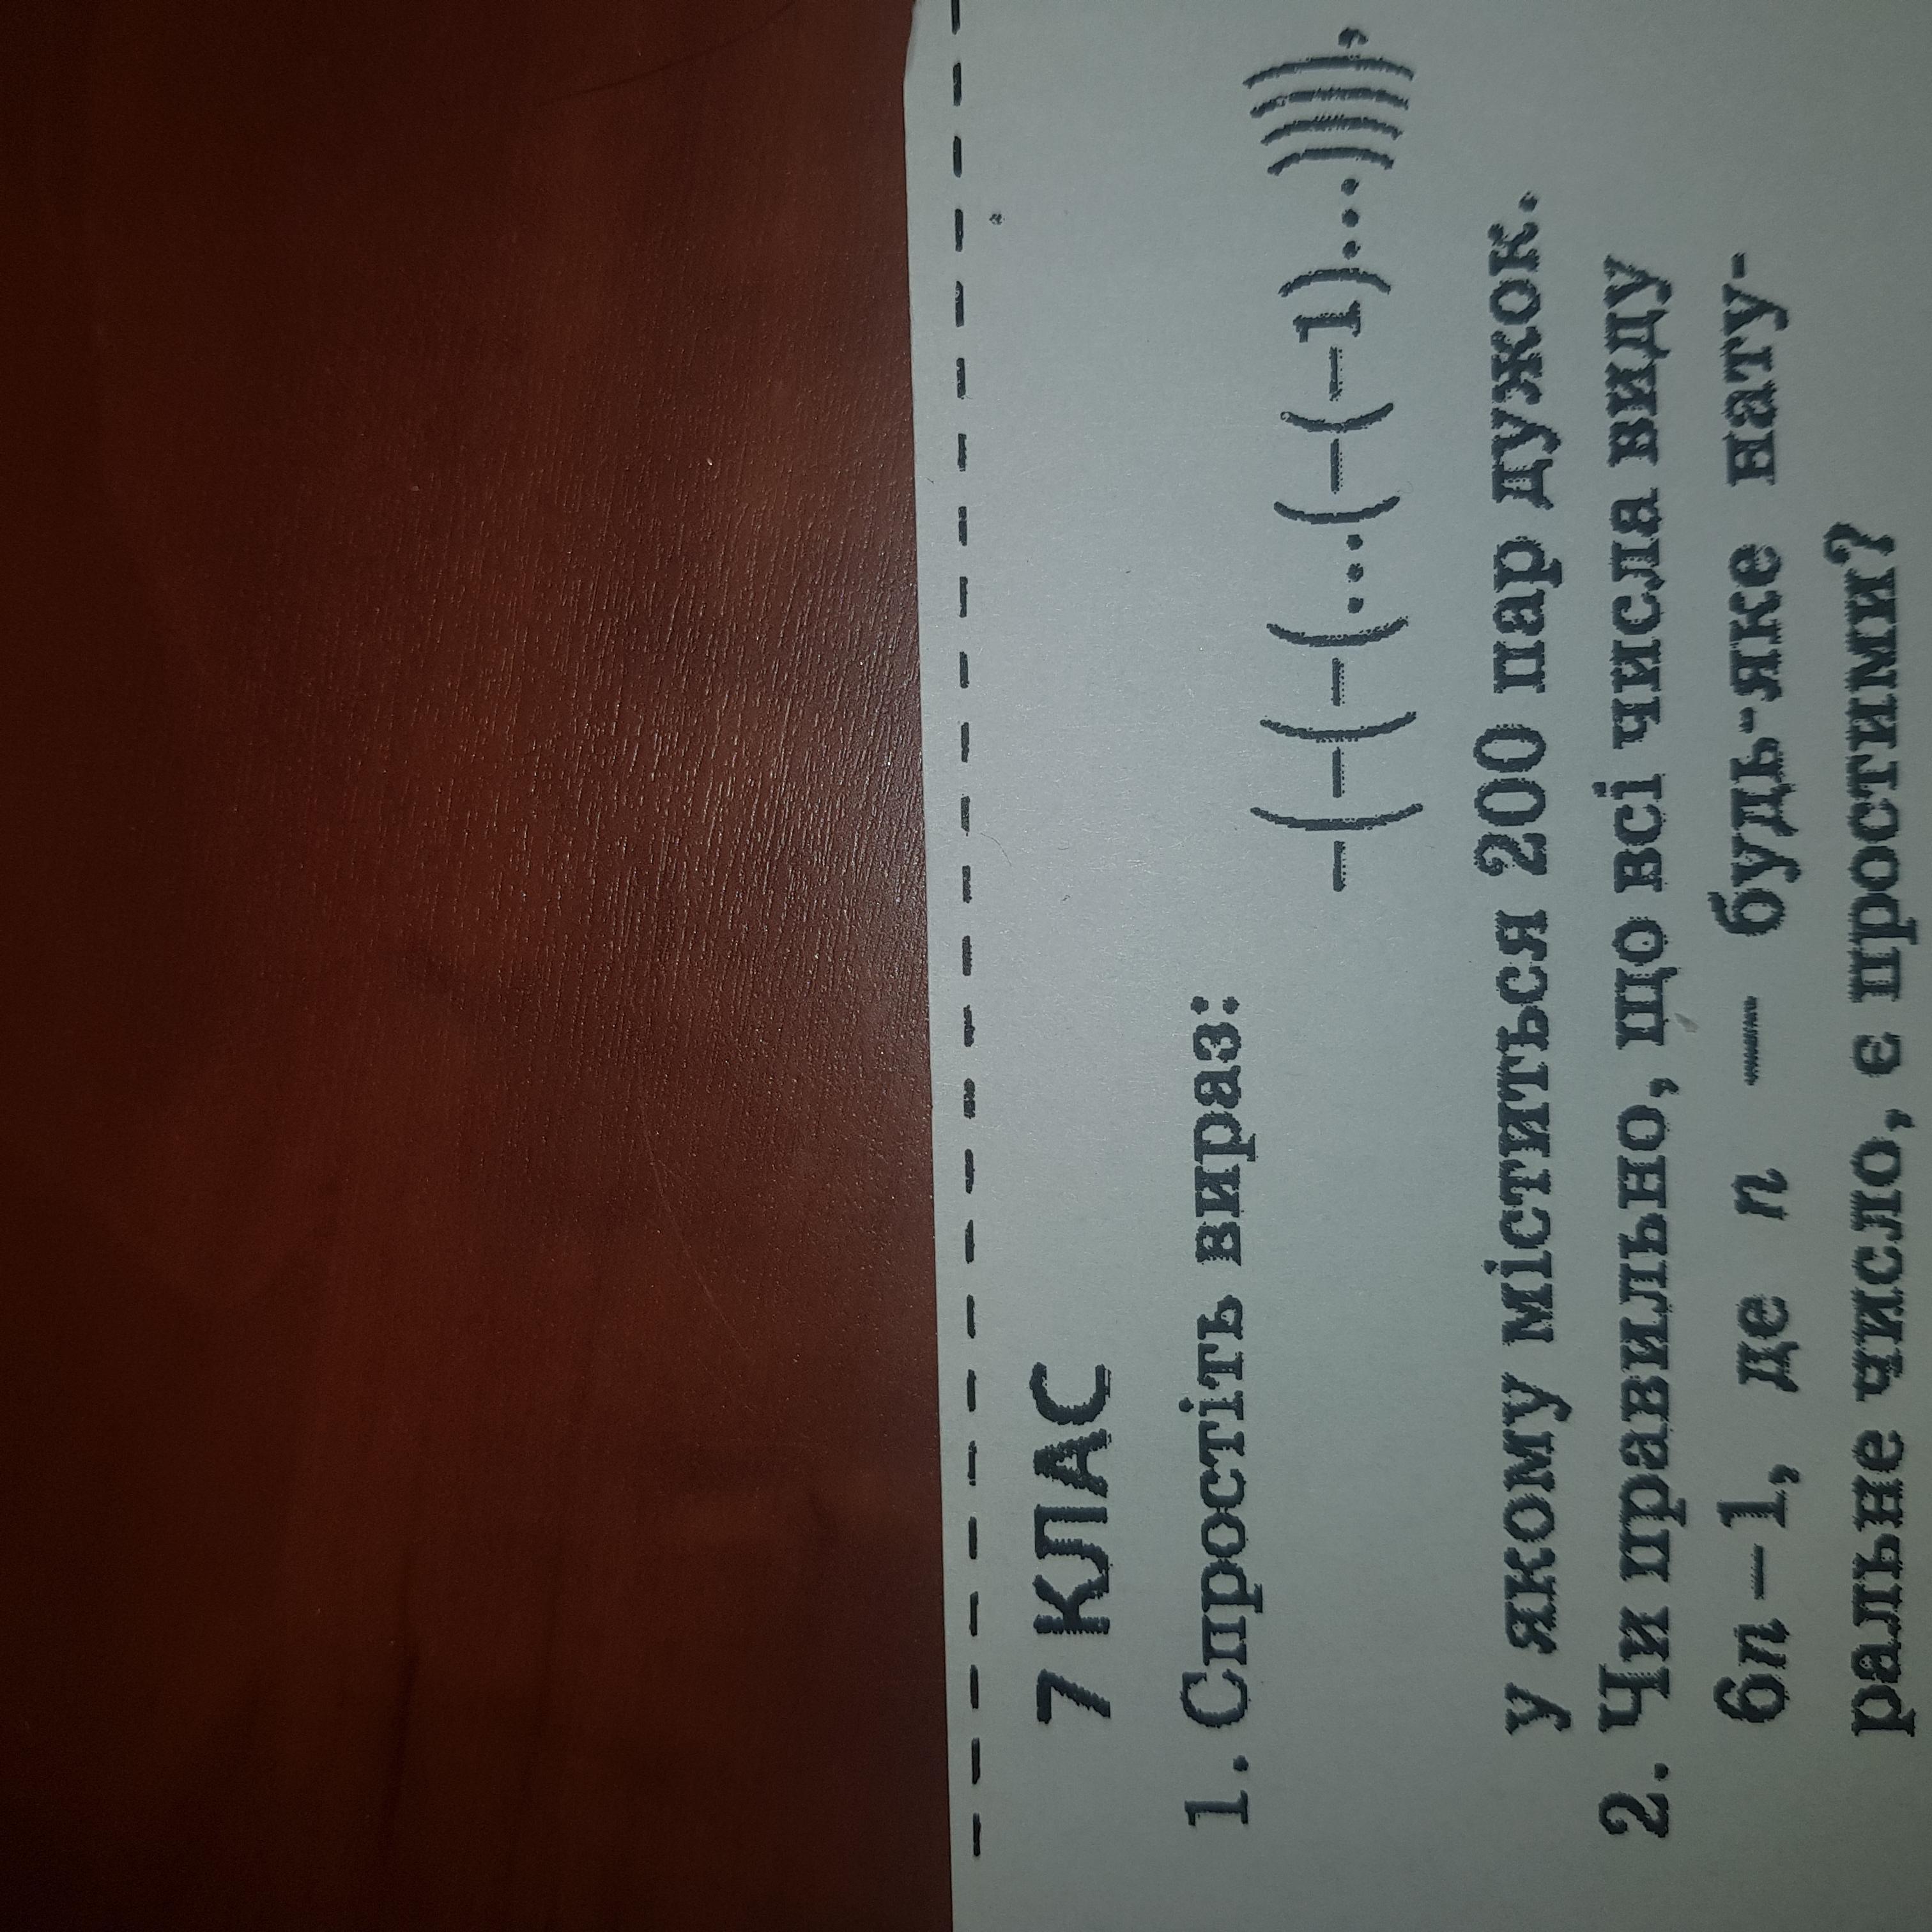 7 КЛАС
1. Спростіть вираз:
–(–(–(...(–(–1)...)))),
у якому міститься 200 пар дужок.
2. Чи правильно, що всі числа виду
6n – 1, де n — будь-яке нату-
ральне число, є простими?